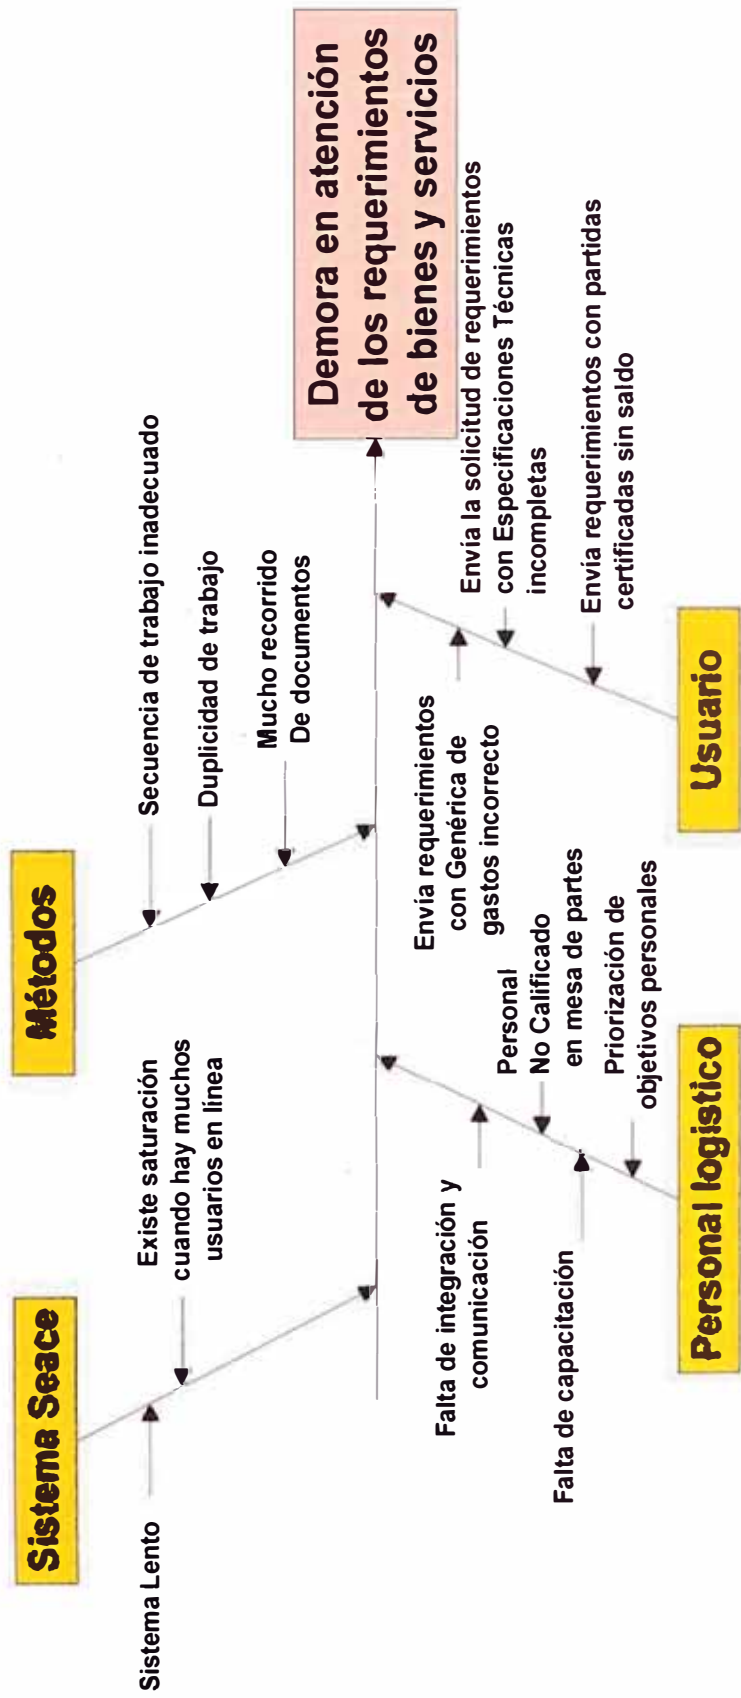 Sistema Seace
Métodos
Sistema Lento
Existe saturación
cuando hay muchos
usuarios en línea
Secuencia de trabajo inadecuado
Duplicidad de trabajo
Mucho recorrido
De documentos
Demora en atención
de los requerimientos
de bienes y servicios
Falta de integración y
comunicación
Falta de capacitación
Personal
No Calificado
en mesa de partes
Priorización de
objetivos personales
Envía requerimientos
con Genérica de
gastos incorrecto
Envía la solicitud de requerimientos
con Especificaciones Técnicas
incompletas
Envía requerimientos con partidas
certificadas sin saldo
Personal logistico
Usuario